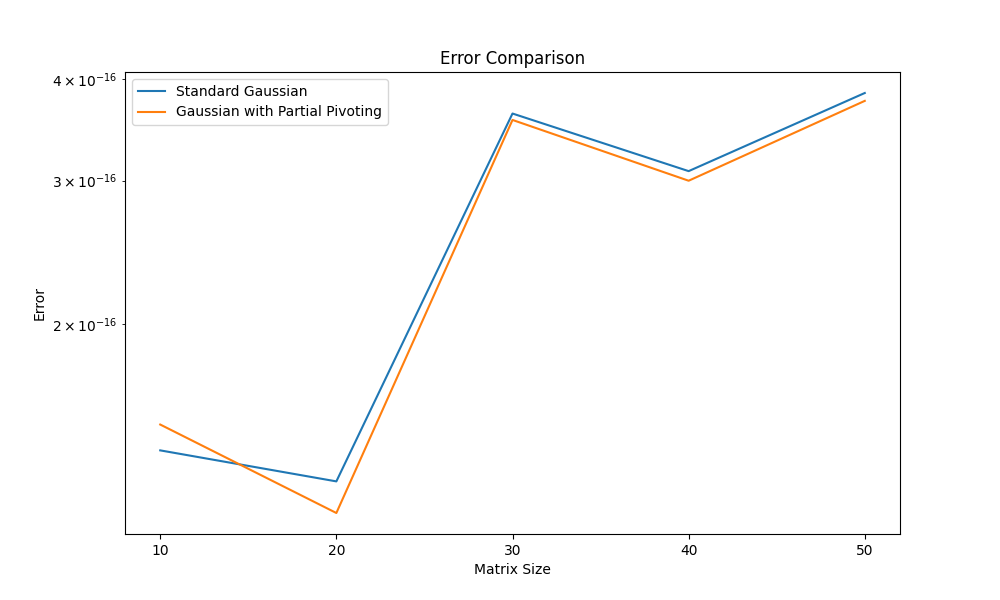 Error Comparison
Standard Gaussian
Gaussian with Partial Pivoting
4 × 10⁻¹⁶
3 × 10⁻¹⁶
2 × 10⁻¹⁶
Error
10 20 30 40 50
Matrix Size